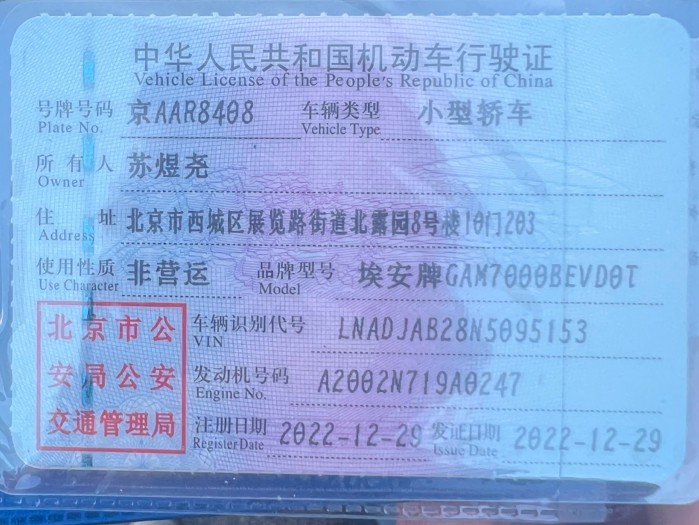 中华人民共和国机动车行驶证
Vehicle License of the People's Republic of China
号牌号码 京AAR8408 车辆类型 小型轿车
Plate No. Vehicle Type
所有人 苏煜尧
Owner
住址 北京市西城区展览路街道北露园8号楼10门203
Address
使用性质 非营运 品牌型号 埃安牌GAM7000BEVD0T
Use Character Model
北京市公安局公安交通管理局
车辆识别代号 LNADJAB28N5095153
VIN
发动机号码 A2002N719A0247
Engine No.
注册日期 2022-12-29 发证日期 2022-12-29
Register Date Issue Date